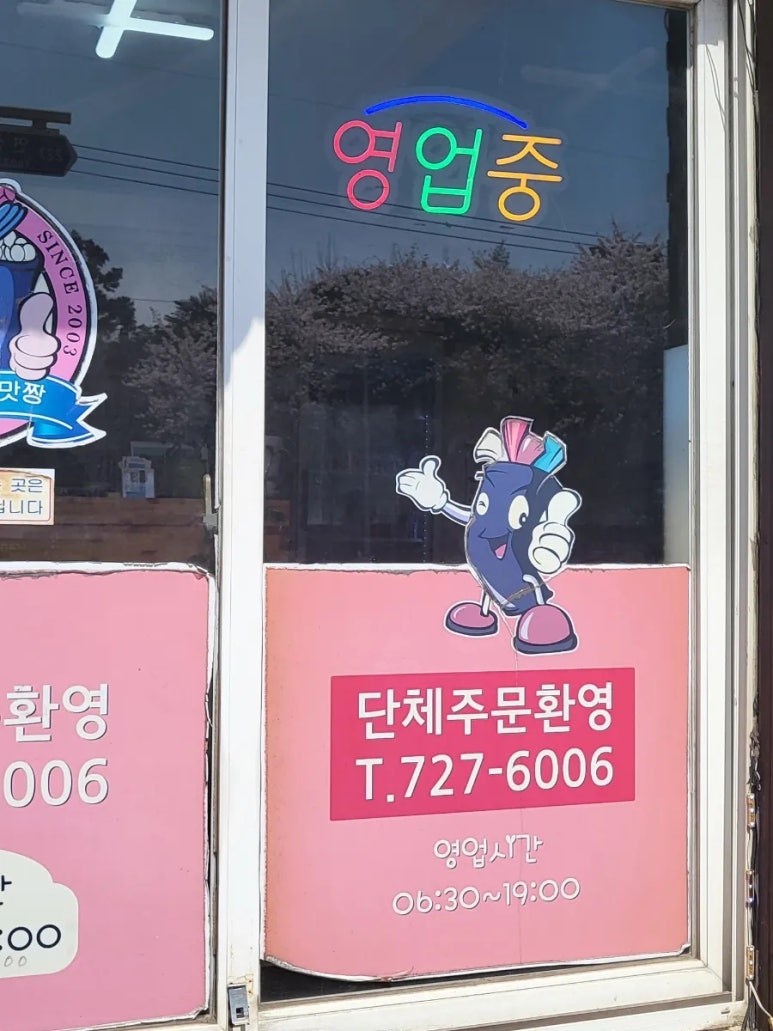 영업중
SINCE 2003
맛짱
곳은
니다
환영
006
:00
단체주문환영
T.727-6006
영업시간
06:30~19:00